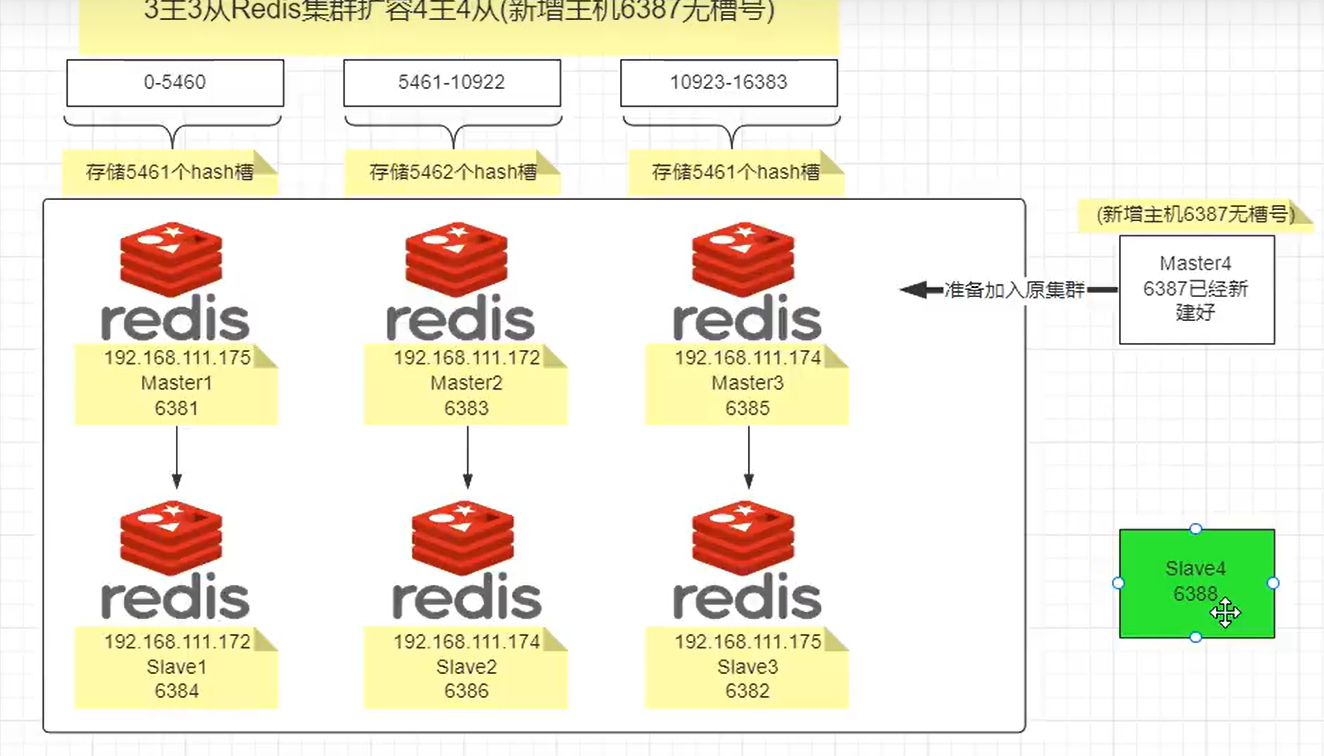 3主3从Redis集群扩容4主4从(新增主机6387无槽号)
0-5460
5461-10922
10923-16383
存储5461个hash槽
存储5462个hash槽
存储5461个hash槽
(新增主机6387无槽号)
Master4
6387已经新
建好
准备加入原集群
redis
redis
redis
192.168.111.175
Master1
6381
192.168.111.172
Master2
6383
192.168.111.174
Master3
6385
redis
redis
redis
192.168.111.172
Slave1
6384
192.168.111.174
Slave2
6386
192.168.111.175
Slave3
6382
Slave4
6388